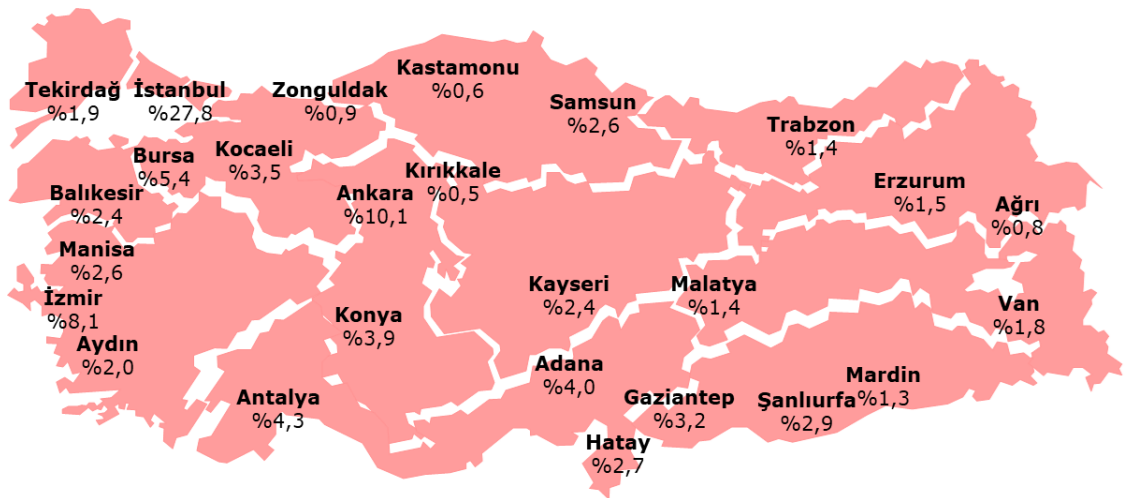 Kastamonu
%0,6
Tekirdağ
%1,9
İstanbul
%27,8
Zonguldak
%0,9
Samsun
%2,6
Trabzon
%1,4
Bursa
%5,4
Kocaeli
%3,5
Kırıkkale
%0,5
Erzurum
%1,5
Balıkesir
%2,4
Ankara
%10,1
Ağrı
%0,8
Manisa
%2,6
Kayseri
%2,4
Malatya
%1,4
İzmir
%8,1
Konya
%3,9
Van
%1,8
Aydın
%2,0
Adana
%4,0
Mardin
%1,3
Antalya
%4,3
Gaziantep
%3,2
Şanlıurfa
%2,9
Hatay
%2,7